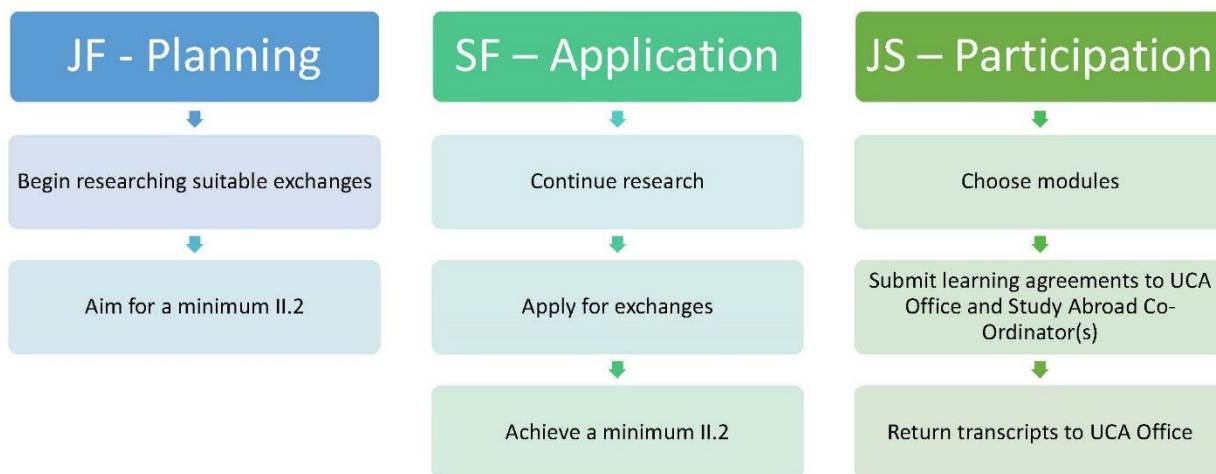 JF - Planning
Begin researching suitable exchanges
Aim for a minimum II.2
SF – Application
Continue research
Apply for exchanges
Achieve a minimum II.2
JS – Participation
Choose modules
Submit learning agreements to UCA
Office and Study Abroad Co-
Ordinator(s)
Return transcripts to UCA Office